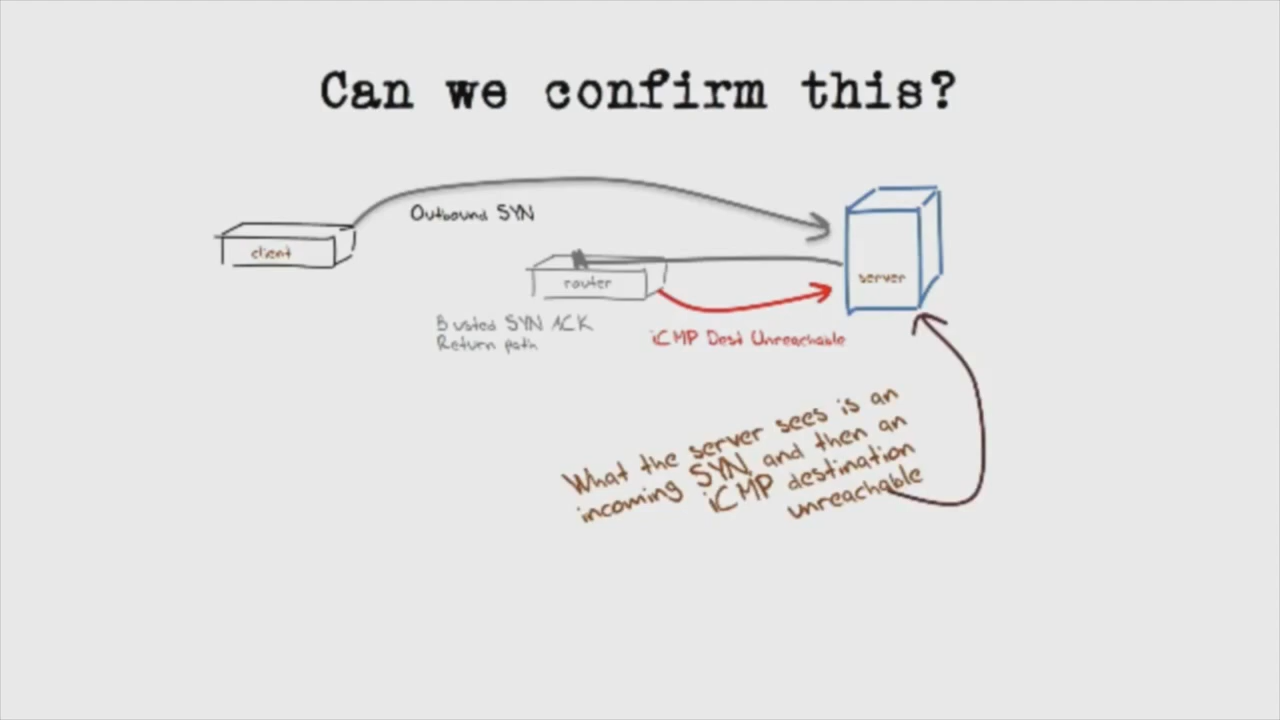 Can we confirm this?
Outbound SYN
client
router
server
Busted SYN ACK
Return path
iCMP Dest Unreachable
What the server sees is an
incoming SYN, and then an
iCMP destination
unreachable